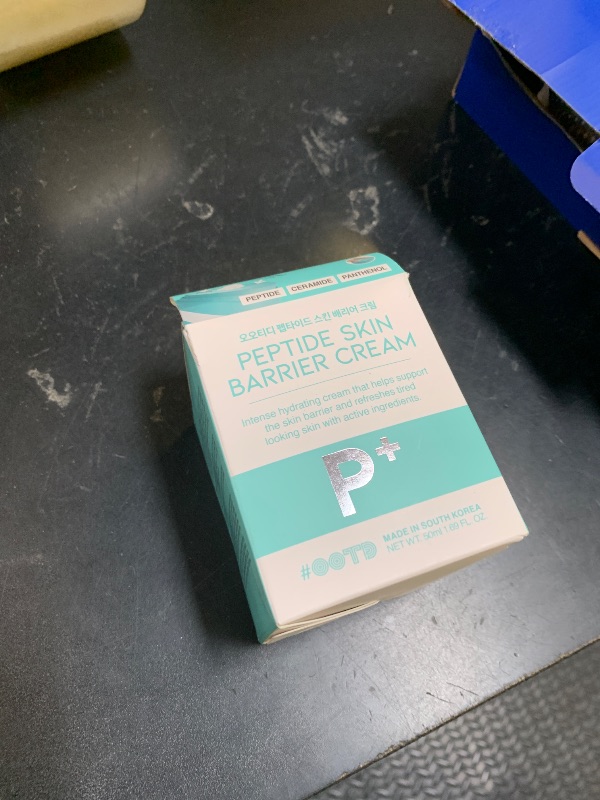 PEPTIDE CERAMIDE PANTHENOL
오오티디 펩타이드 스킨 배리어 크림
PEPTIDE SKIN
BARRIER CREAM
Intense hydrating cream that helps support
the skin barrier and refreshes tired
looking skin with active ingredients
P+
#OOTD
MADE IN SOUTH KOREA
NET WT. 50ml 1.69 FL. OZ.